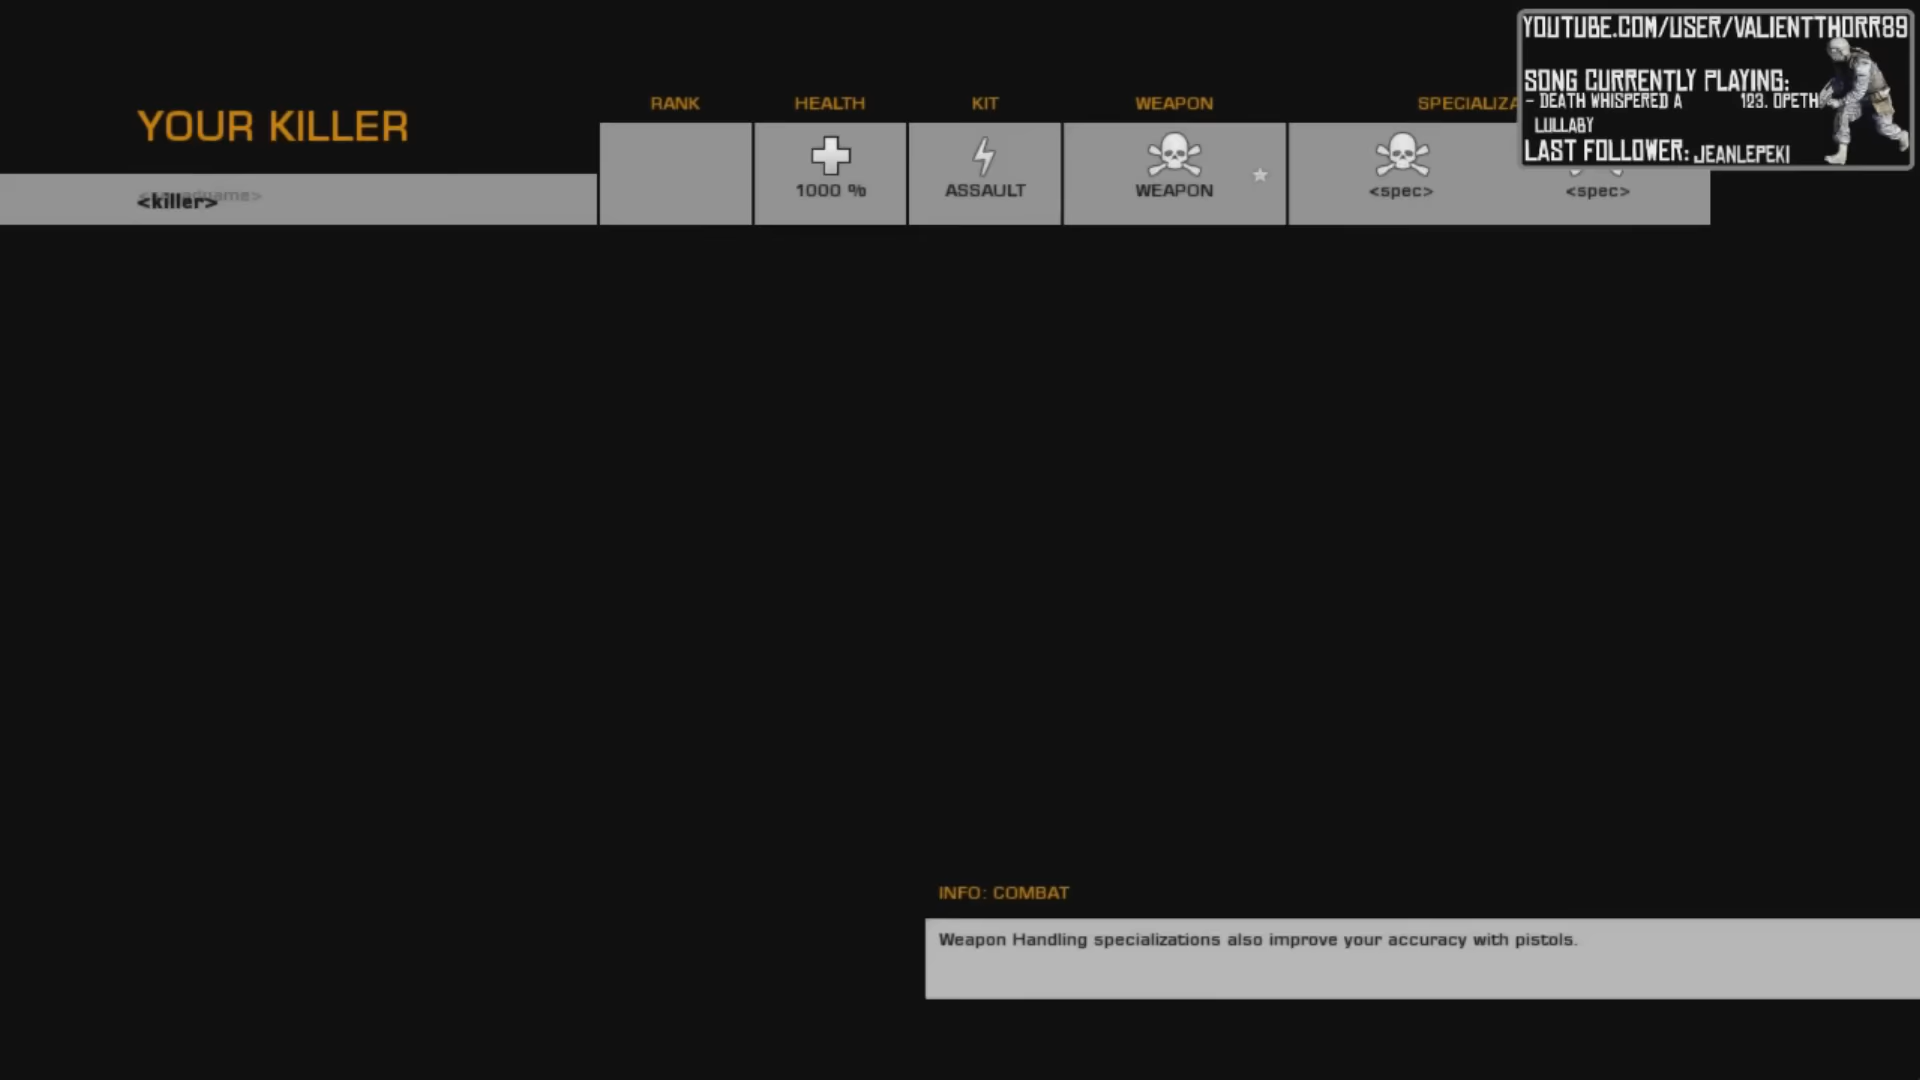 YOUR KILLER
<killer>
RANK
HEALTH
KIT
WEAPON
SPECIALIZA
1000 %
ASSAULT
WEAPON
<spec>
<spec>
YOUTUBE.COM/USER/VALIENTTHORR89
SONG CURRENTLY PLAYING:
- DEATH WHISPERED A 123. OPETH
LULLABY
LAST FOLLOWER: JEANLEPEKI
INFO: COMBAT
Weapon Handling specializations also improve your accuracy with pistols.